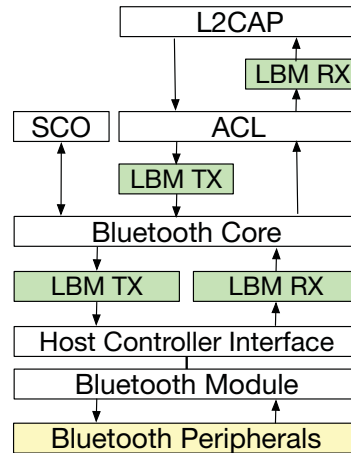 L2CAP
LBM RX
SCO
ACL
LBM TX
Bluetooth Core
LBM TX
LBM RX
Host Controller Interface
Bluetooth Module
Bluetooth Peripherals